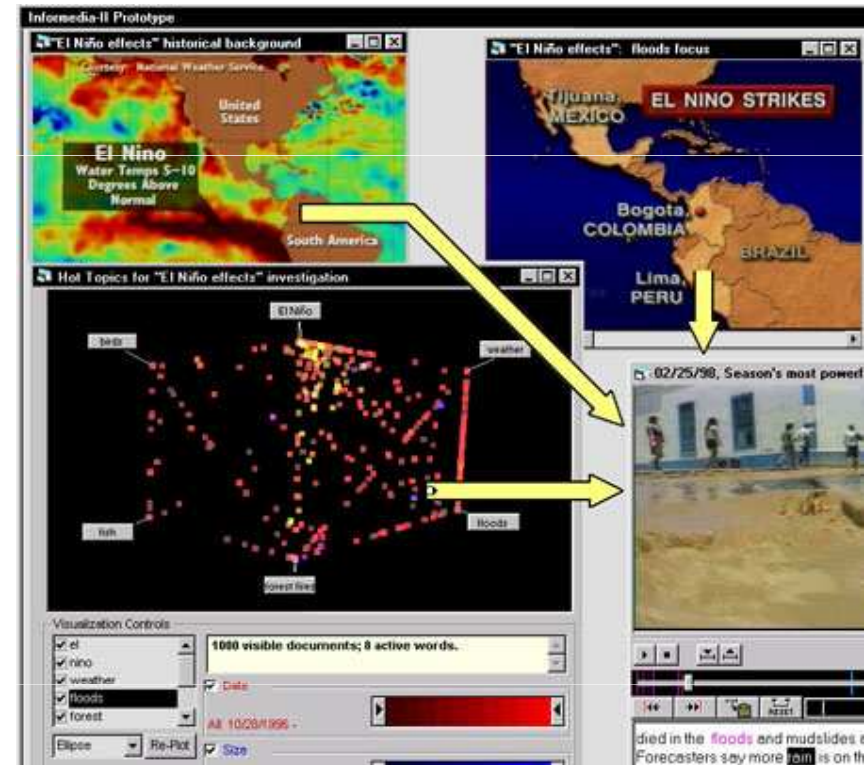 Informedia-II Prototype
"El Niño effects" historical background
Courtesy: National Weather Service
United
States
El Nino
Water Temps 5-10
Degrees Above
Normal
South America
"El Niño effects": floods focus
Tijuana,
MEXICO
EL NINO STRIKES
Bogota,
COLOMBIA
BRAZIL
Lima,
PERU
Hot Topics for "El Niño effects" investigation
El Niño
birds
weather
fish
floods
forest fires
02/25/98, Season's most powerf
Visualization Controls
el
nino
weather
floods
forest
Ellipse
Re-Plot
1000 visible documents; 8 active words.
Date
All: 10/28/1996 -
Size
RESET
died in the floods and mudslides a
Forecasters say more rain is on th